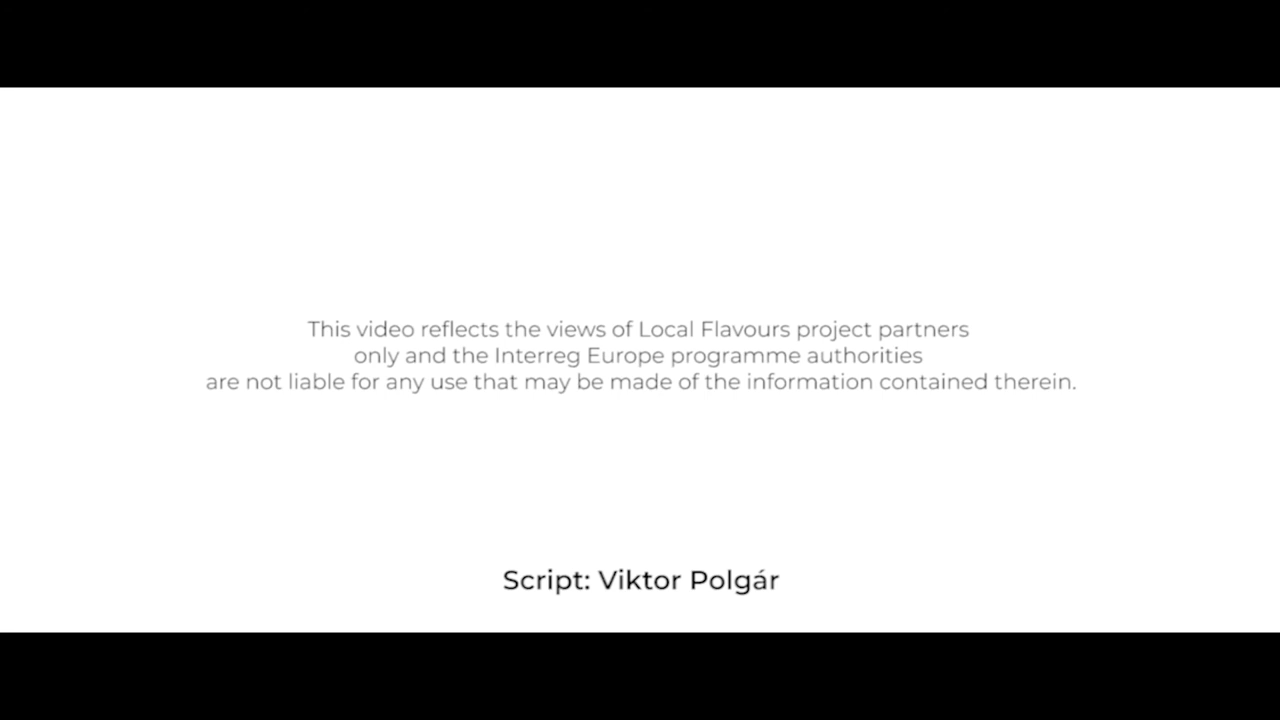 This video reflects the views of Local Flavours project partners
only and the Interreg Europe programme authorities
are not liable for any use that may be made of the information contained therein.
Script: Viktor Polgár